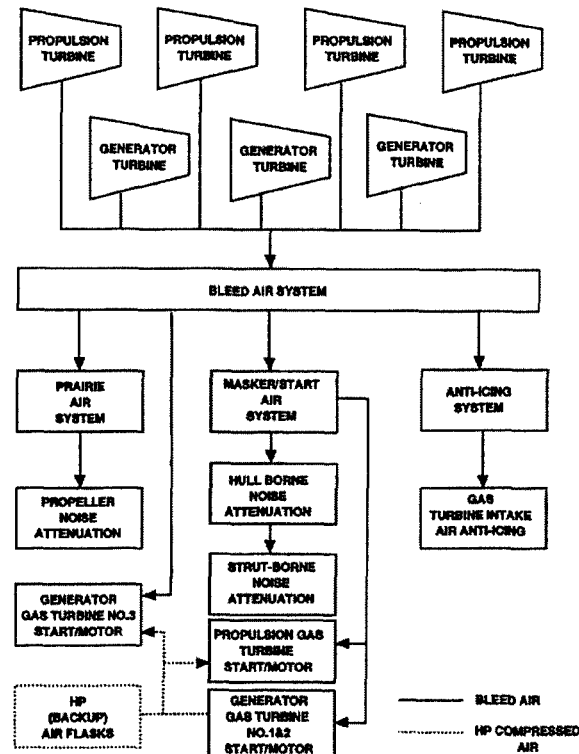 PROPULSION
TURBINE
PROPULSION
TURBINE
PROPULSION
TURBINE
PROPULSION
TURBINE
GENERATOR
TURBINE
GENERATOR
TURBINE
GENERATOR
TURBINE
BLEED AIR SYSTEM
PRAIRIE
AIR
SYSTEM
MASKER/START
AIR
SYSTEM
ANTI-ICING
SYSTEM
PROPELLER
NOISE
ATTENUATION
HULL BORNE
NOISE
ATTENUATION
GAS
TURBINE INTAKE
AIR ANTI-ICING
STRUT-BORNE
NOISE
ATTENUATION
GENERATOR
GAS TURBINE NO.3
START/MOTOR
PROPULSION GAS
TURBINE
START/MOTOR
HP
(BACKUP)
AIR FLASKS
GENERATOR
GAS TURBINE
NO.1&2
START/MOTOR
BLEED AIR
HP COMPRESSED
AIR